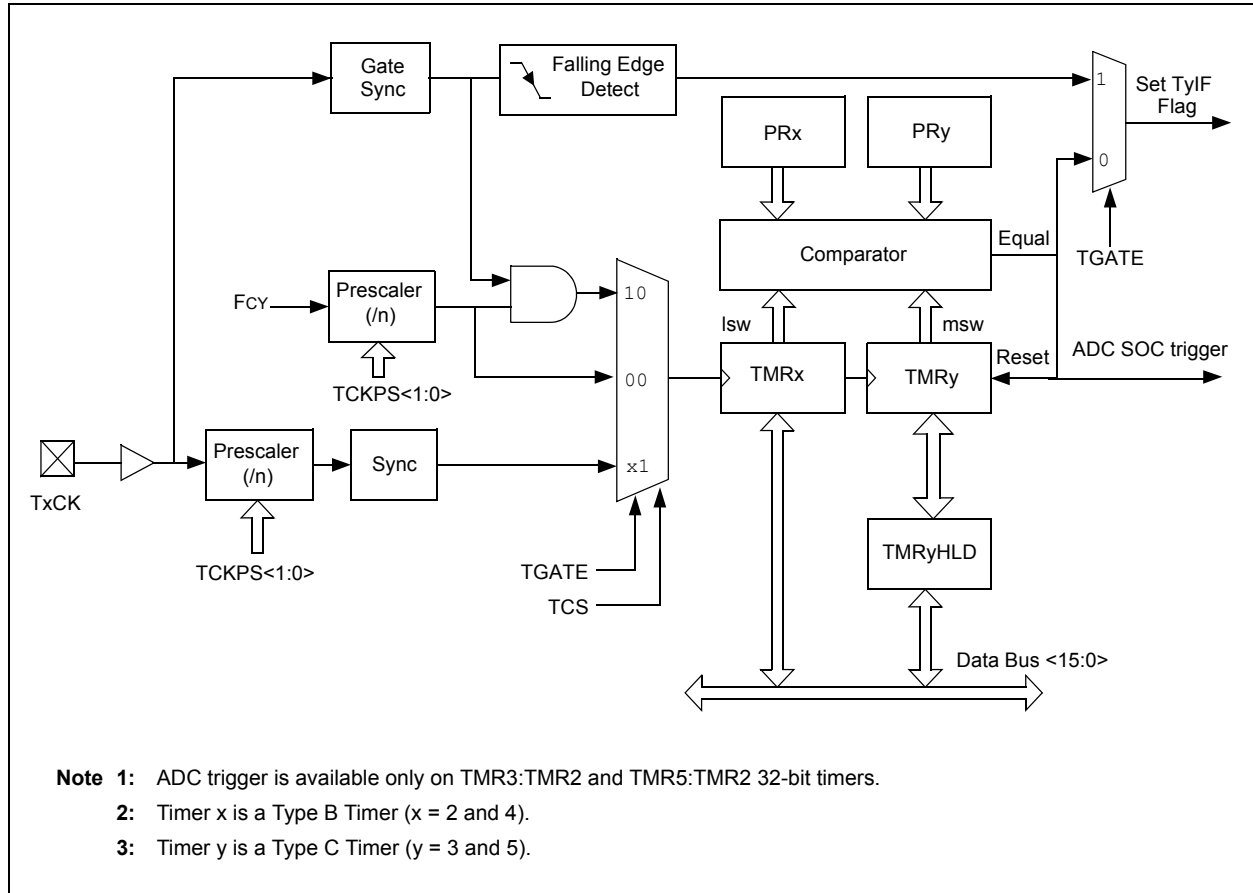 Gate
Sync
Falling Edge
Detect
1
Set TyIF
Flag
PRx
PRy
0
Comparator
Equal
TGATE
FCY
Prescaler
(/n)
10
lsw
msw
TCKPS<1:0>
00
TMRx
TMRy
Reset
ADC SOC trigger
TxCK
Prescaler
(/n)
Sync
x1
TCKPS<1:0>
TGATE
TCS
TMRyHLD
Data Bus <15:0>
Note 1: ADC trigger is available only on TMR3:TMR2 and TMR5:TMR2 32-bit timers.
2: Timer x is a Type B Timer (x = 2 and 4).
3: Timer y is a Type C Timer (y = 3 and 5).